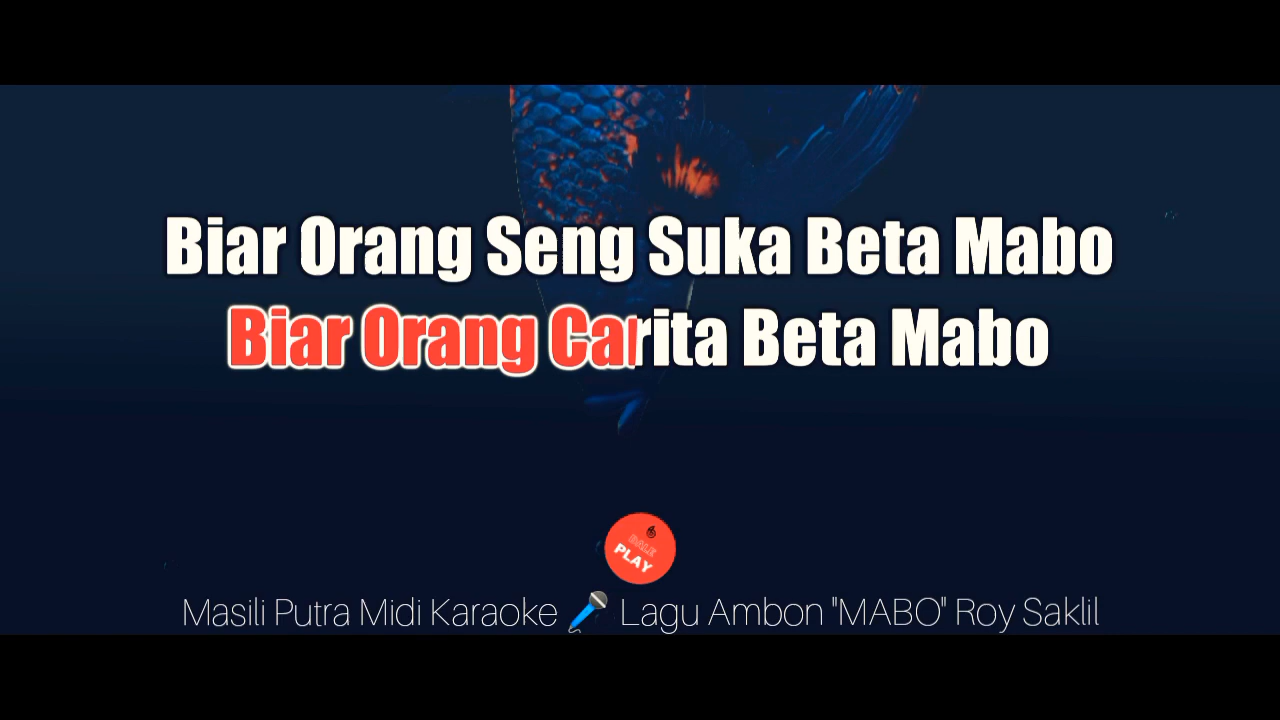 Biar Orang Seng Suka Beta Mabo
Biar Orang Carita Beta Mabo
DALE
PLAY
Masili Putra Midi Karaoke 🎤 Lagu Ambon "MABO" Roy Saklil